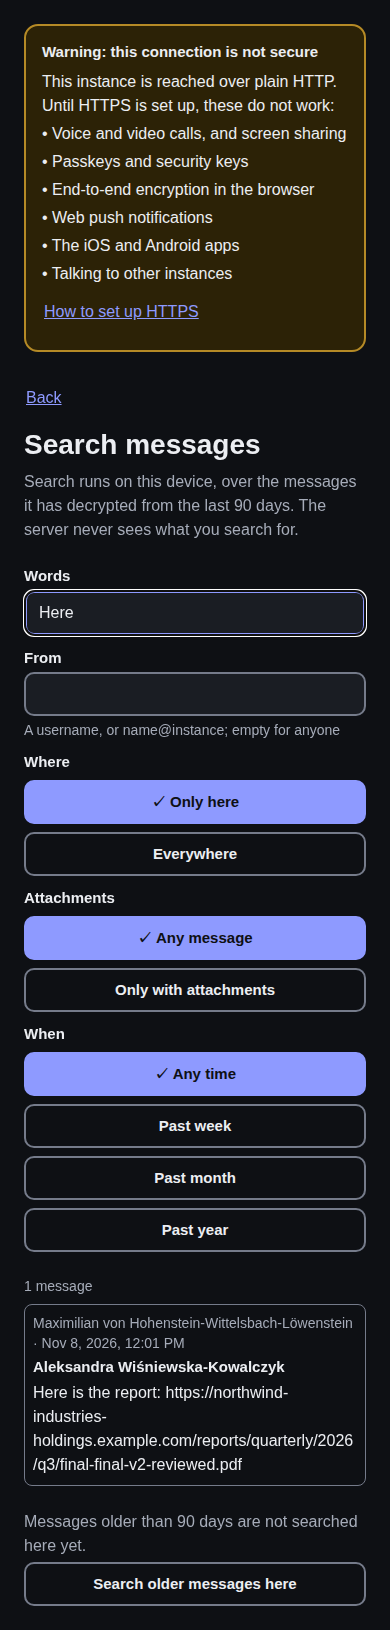 Warning: this connection is not secure
This instance is reached over plain HTTP.
Until HTTPS is set up, these do not work:
• Voice and video calls, and screen sharing
• Passkeys and security keys
• End-to-end encryption in the browser
• Web push notifications
• The iOS and Android apps
• Talking to other instances
How to set up HTTPS
Back
Search messages
Search runs on this device, over the messages
it has decrypted from the last 90 days. The
server never sees what you search for.
Words
Here
From
A username, or name@instance; empty for anyone
Where
✓ Only here
Everywhere
Attachments
✓ Any message
Only with attachments
When
✓ Any time
Past week
Past month
Past year
1 message
Maximilian von Hohenstein-Wittelsbach-Löwenstein
· Nov 8, 2026, 12:01 PM
Aleksandra Wiśniewska-Kowalczyk
Here is the report: https://northwind-
industries-
holdings.example.com/reports/quarterly/2026
/q3/final-final-v2-reviewed.pdf
Messages older than 90 days are not searched
here yet.
Search older messages here